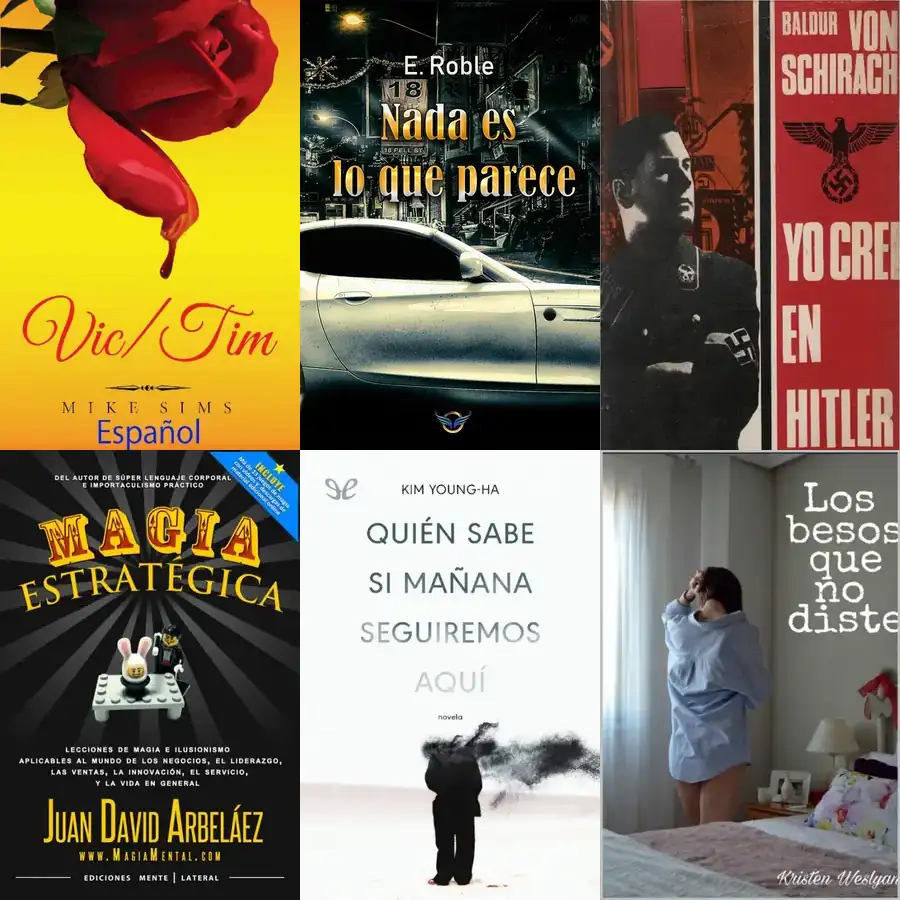 Vic/Tim
MIKE SIMS
Español
E. Roble
18
Nada es
lo que parece
BALDUR VON
SCHIRACH
YO CREI
EN
HITLER
DEL AUTOR DE SÚPER LENGUAJE CORPORAL
E IMPORTACULISMO PRÁCTICO
INCLUYE
MAGIA
ESTRATÉGICA
LECCIONES DE MAGIA E ILUSIONISMO
APLICABLES AL MUNDO DE LOS NEGOCIOS, EL LIDERAZGO,
LAS VENTAS, LA INNOVACIÓN, EL SERVICIO,
Y LA VIDA EN GENERAL
JUAN DAVID ARBELÁEZ
WWW.MAGIAMENTAL.COM
EDICIONES MENTE | LATERAL
KIM YOUNG-HA
QUIÉN SABE
SI MAÑANA
SEGUIREMOS
AQUÍ
novela
Los
besos
que
no
diste
Kristen Weslyan